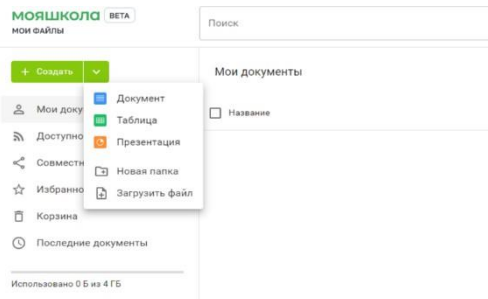 МОЯШКОЛА BETA
МОИ ФАЙЛЫ
Поиск
+ Создать
Мои документы
Название
Документ
Таблица
Презентация
Новая папка
Загрузить файл
Мои доку
Доступно
Совместн
Избранно
Корзина
Последние документы
Использовано 0 Б из 4 ГБ